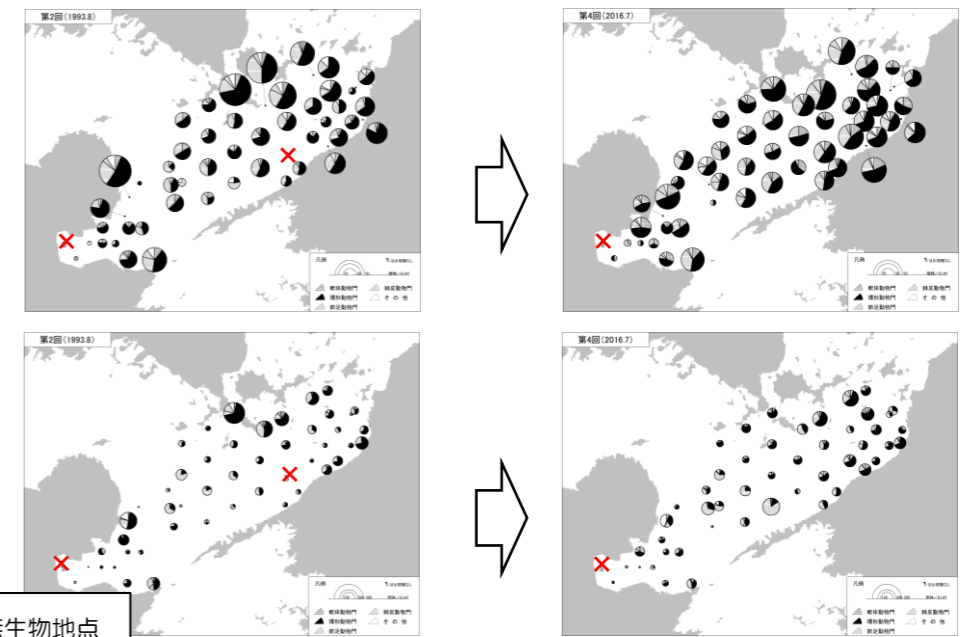 第2回(1993.8)
第4回(2016.7)
凡例
軟体動物門
棘皮動物門
環形動物門
その他
節足動物門
凡例
軟体動物門
棘皮動物門
環形動物門
その他
節足動物門
第2回(1993.8)
第4回(2016.7)
凡例
軟体動物門
棘皮動物門
環形動物門
その他
節足動物門
凡例
軟体動物門
棘皮動物門
環形動物門
その他
節足動物門
生物地点